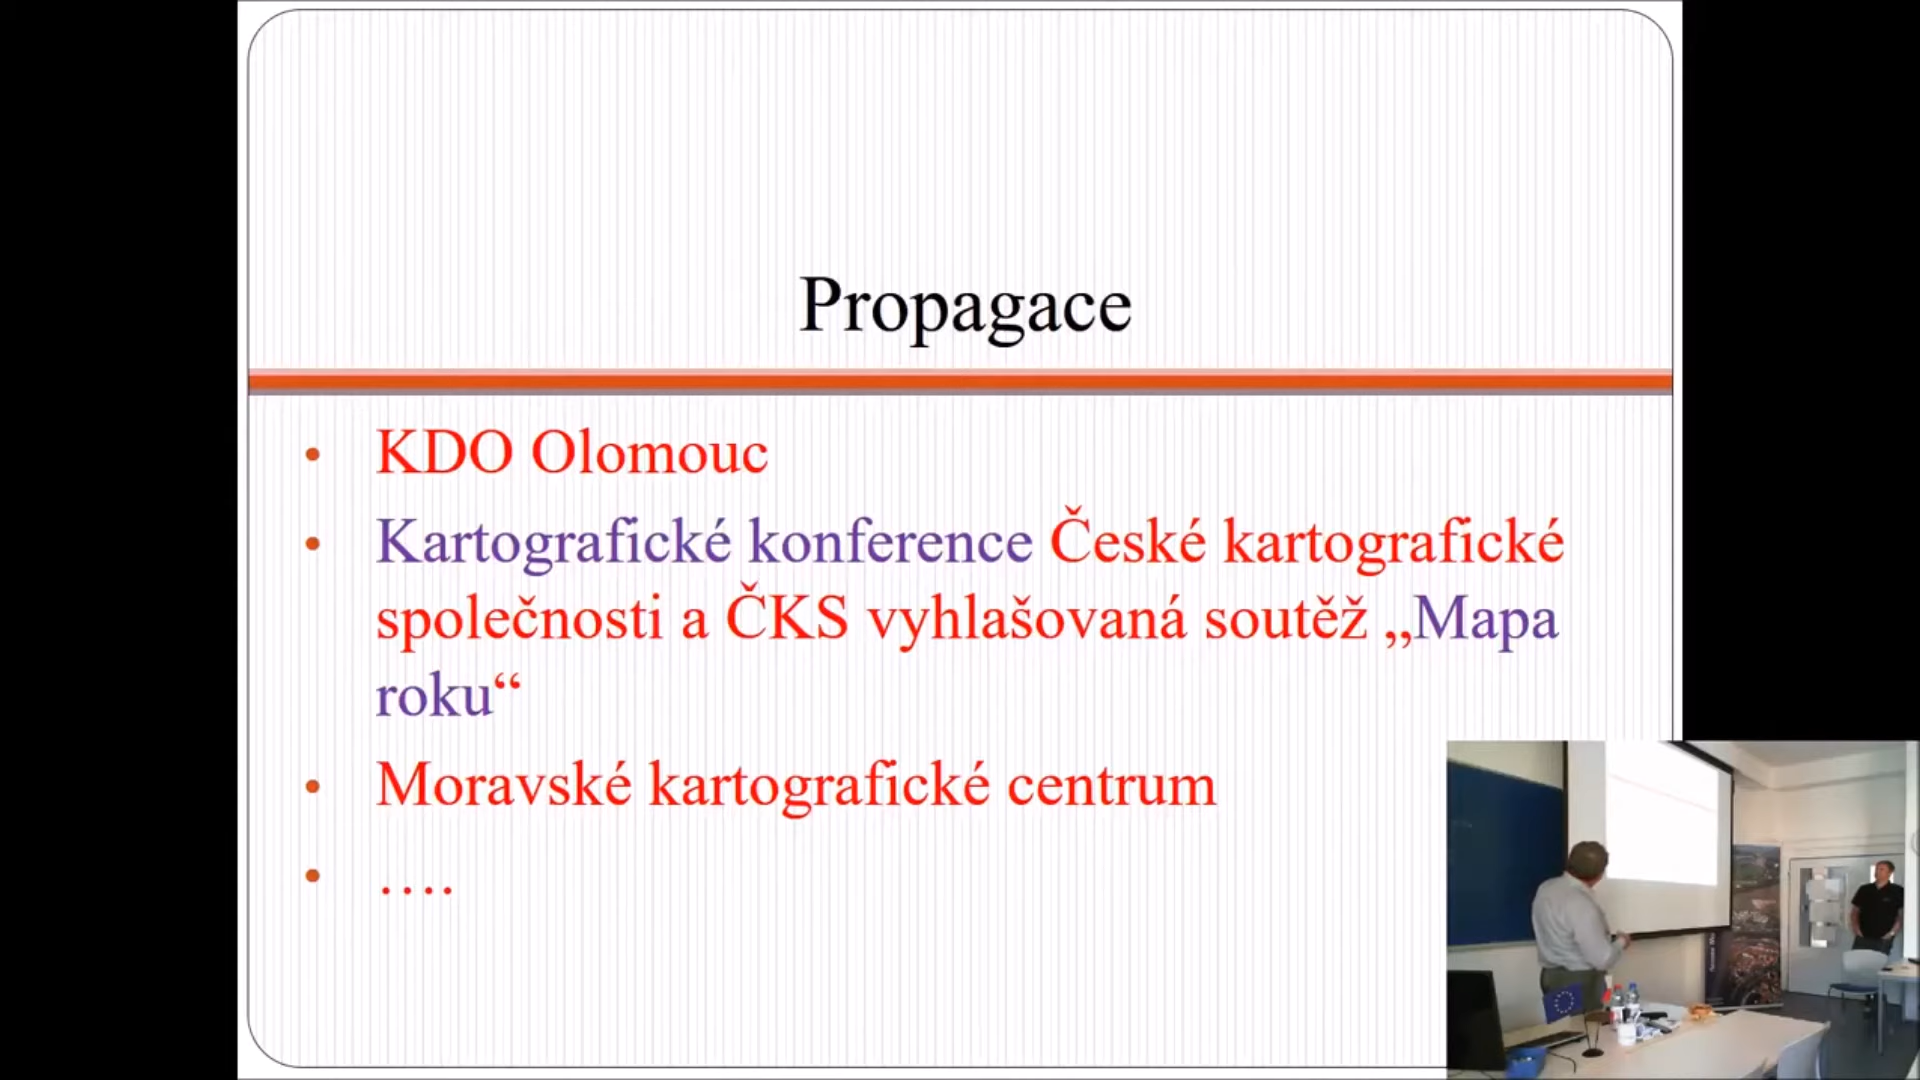 Propagace
• KDO Olomouc
• Kartografické konference České kartografické
společnosti a ČKS vyhlašovaná soutěž „Mapa
roku“
• Moravské kartografické centrum
• ....